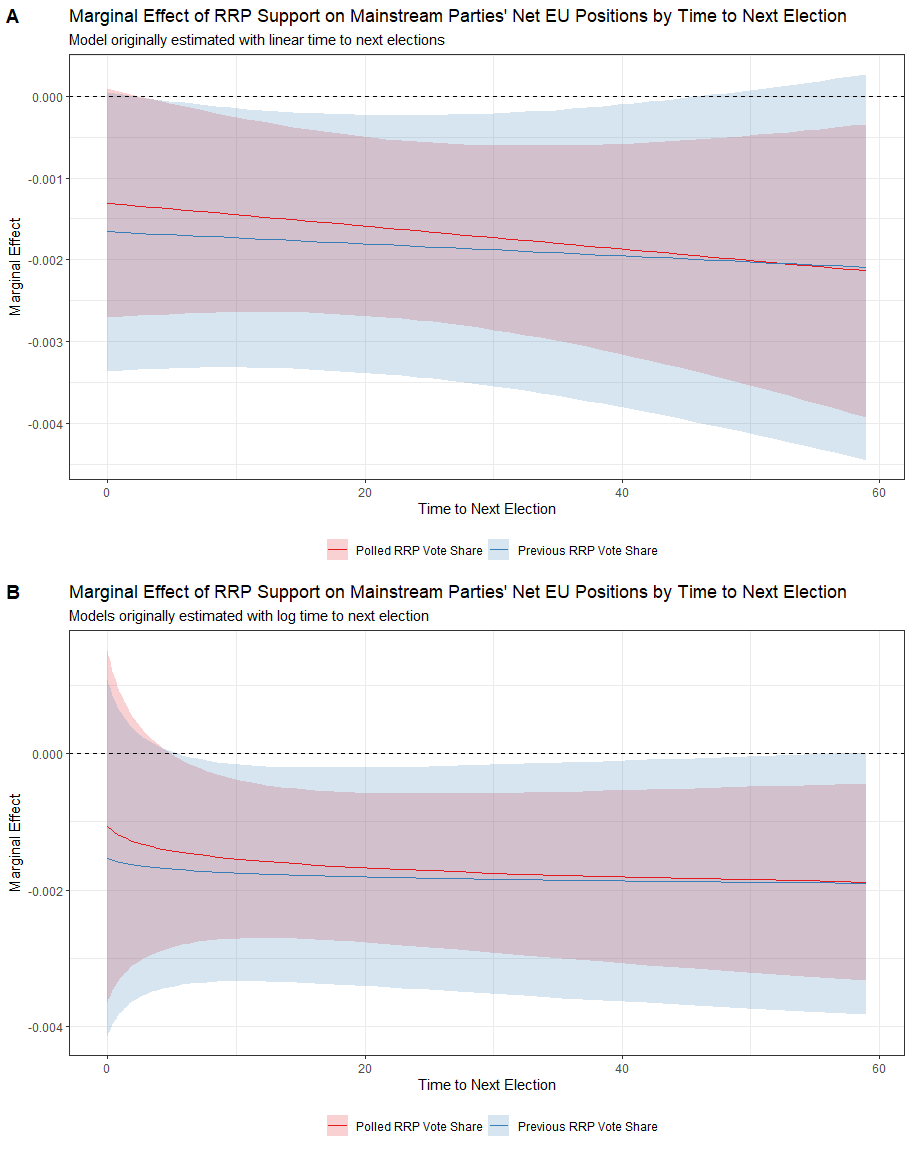 A
Marginal Effect of RRP Support on Mainstream Parties' Net EU Positions by Time to Next Election
Model originally estimated with linear time to next elections
Marginal Effect
0.000
-0.001
-0.002
-0.003
-0.004
0 20 40 60
Time to Next Election
Polled RRP Vote Share Previous RRP Vote Share
B
Marginal Effect of RRP Support on Mainstream Parties' Net EU Positions by Time to Next Election
Models originally estimated with log time to next election
Marginal Effect
0.000
-0.002
-0.004
0 20 40 60
Time to Next Election
Polled RRP Vote Share Previous RRP Vote Share